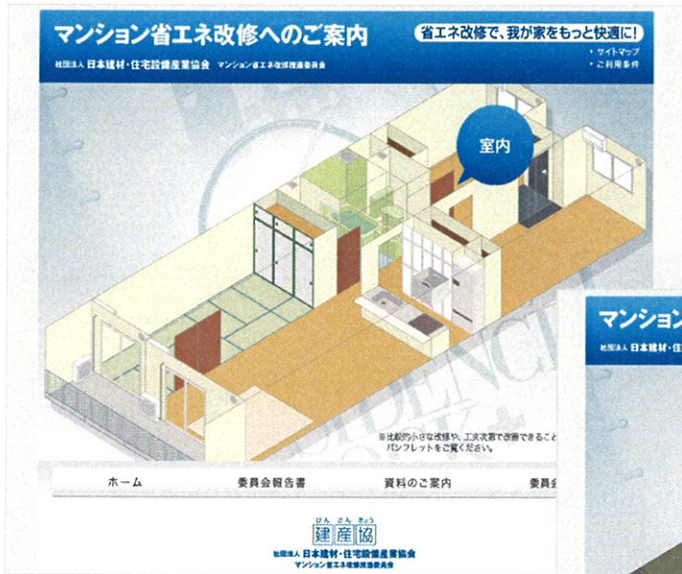 マンション省エネ改修へのご案内
省エネ改修で、我が家をもっと快適に!
・サイトマップ
・ご利用条件
社団法人 日本建材・住宅設備産業協会 マンション省エネ改修推進委員会
室内
マンション
社団法人 日本建材・住
※比較的小さな改修や、工夫次第で改善できること
パンフレットをご覧ください。
ホーム 委員会報告書 資料のご案内 委員会
けん さん きょう
建産協
社団法人 日本建材・住宅設備産業協会
マンション省エネ改修推進委員会